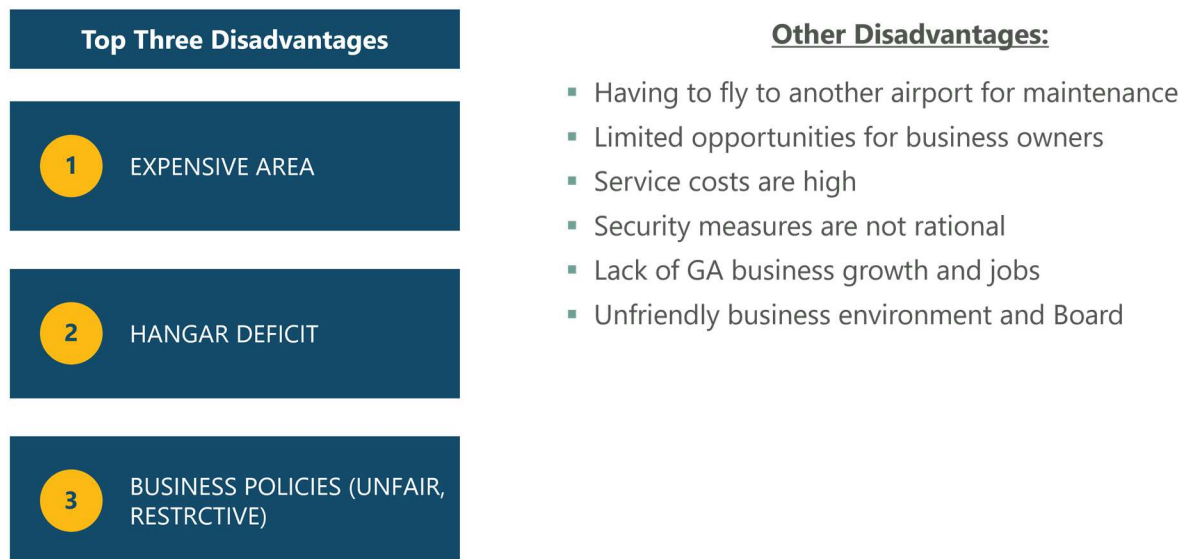 Top Three Disadvantages
1
EXPENSIVE AREA
2
HANGAR DEFICIT
3
BUSINESS POLICIES (UNFAIR,
RESTRCTIVE)
Other Disadvantages:
▪ Having to fly to another airport for maintenance
▪ Limited opportunities for business owners
▪ Service costs are high
▪ Security measures are not rational
▪ Lack of GA business growth and jobs
▪ Unfriendly business environment and Board